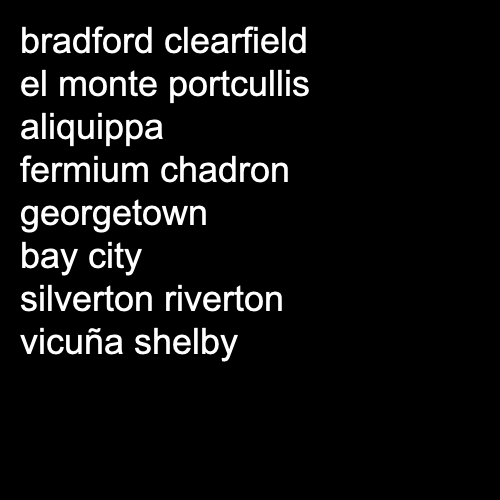 bradford clearfield
el monte portcullis
aliquippa
fermium chadron
georgetown
bay city
silverton riverton
vicuña shelby